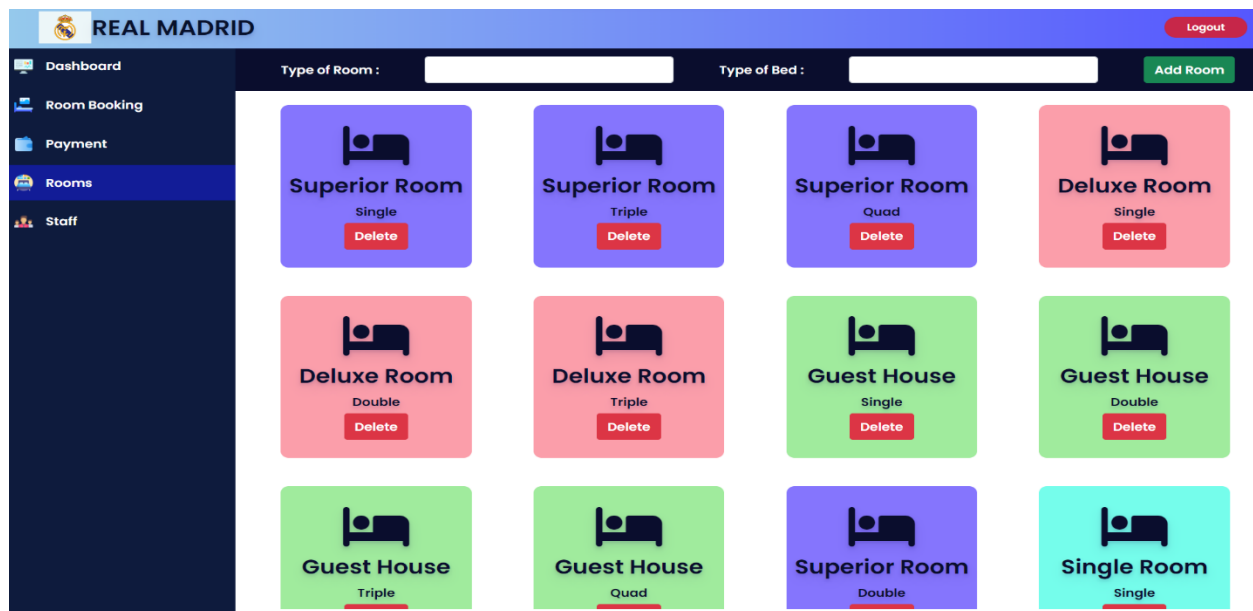 REAL MADRID
Logout
Dashboard
Room Booking
Payment
Rooms
Staff
Type of Room :
Type of Bed :
Add Room
Superior Room
Single
Delete
Superior Room
Triple
Delete
Superior Room
Quad
Delete
Deluxe Room
Single
Delete
Deluxe Room
Double
Delete
Deluxe Room
Triple
Delete
Guest House
Single
Delete
Guest House
Double
Delete
Guest House
Triple
Guest House
Quad
Superior Room
Double
Single Room
Single